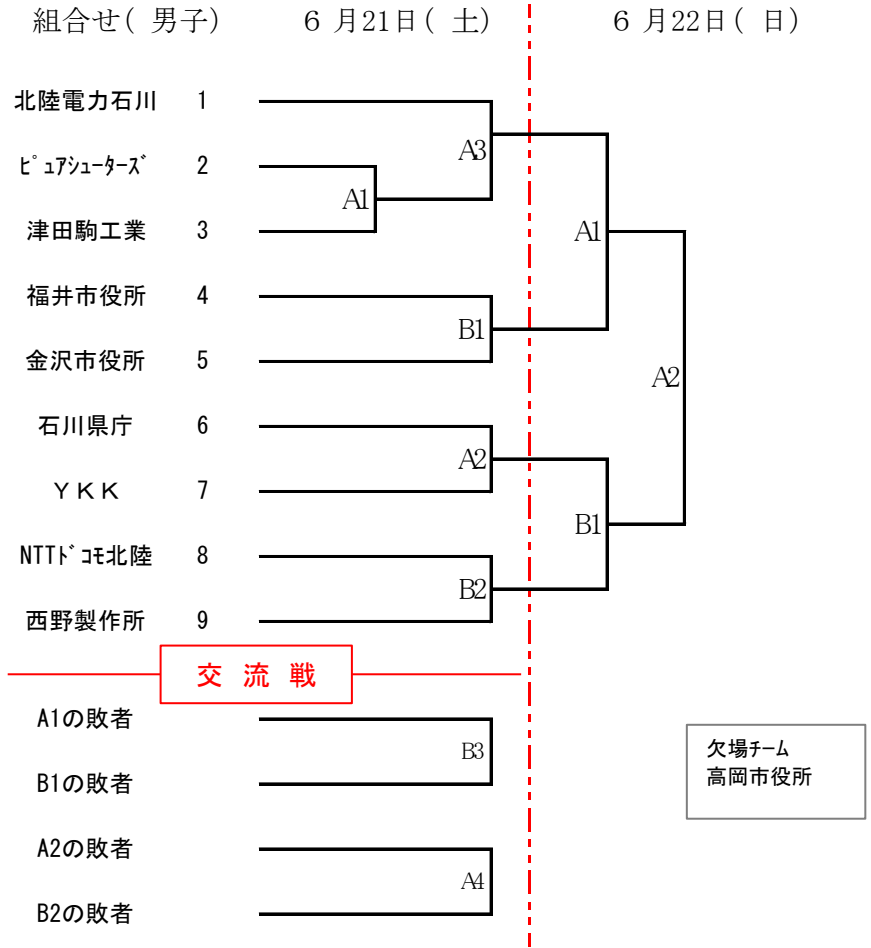 組合せ( 男子) 6 月21日( 土) 6 月22日( 日)
北陸電力石川 1
ﾋﾟｭｱｼｭｰﾀｰｽﾞ 2
津田駒工業 3
福井市役所 4
金沢市役所 5
石川県庁 6
ＹＫＫ 7
NTTﾄﾞｺﾓ北陸 8
西野製作所 9
A3
A1
A1
B1
A2
A2
B1
B2
交 流 戦
A1の敗者
B1の敗者
B3
A2の敗者
B2の敗者
A4
欠場ﾁｰﾑ
高岡市役所